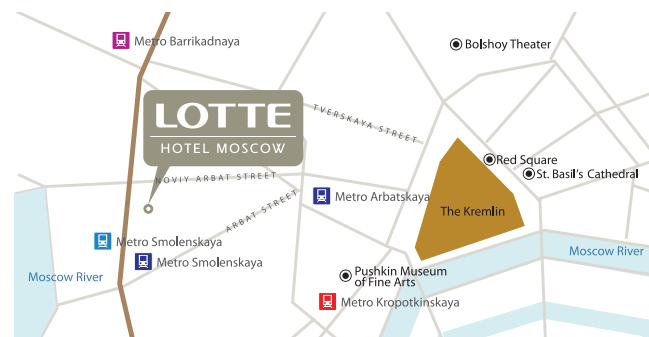 Metro Barrikadnaya
Bolshoy Theater
LOTTE
HOTEL MOSCOW
TVERSKAYA STREET
Red Square
St. Basil's Cathedral
NOVIY ARBAT STREET
Metro Arbatskaya
ARBAT STREET
The Kremlin
Metro Smolenskaya
Metro Smolenskaya
Moscow River
Moscow River
Pushkin Museum
of Fine Arts
Metro Kropotkinskaya